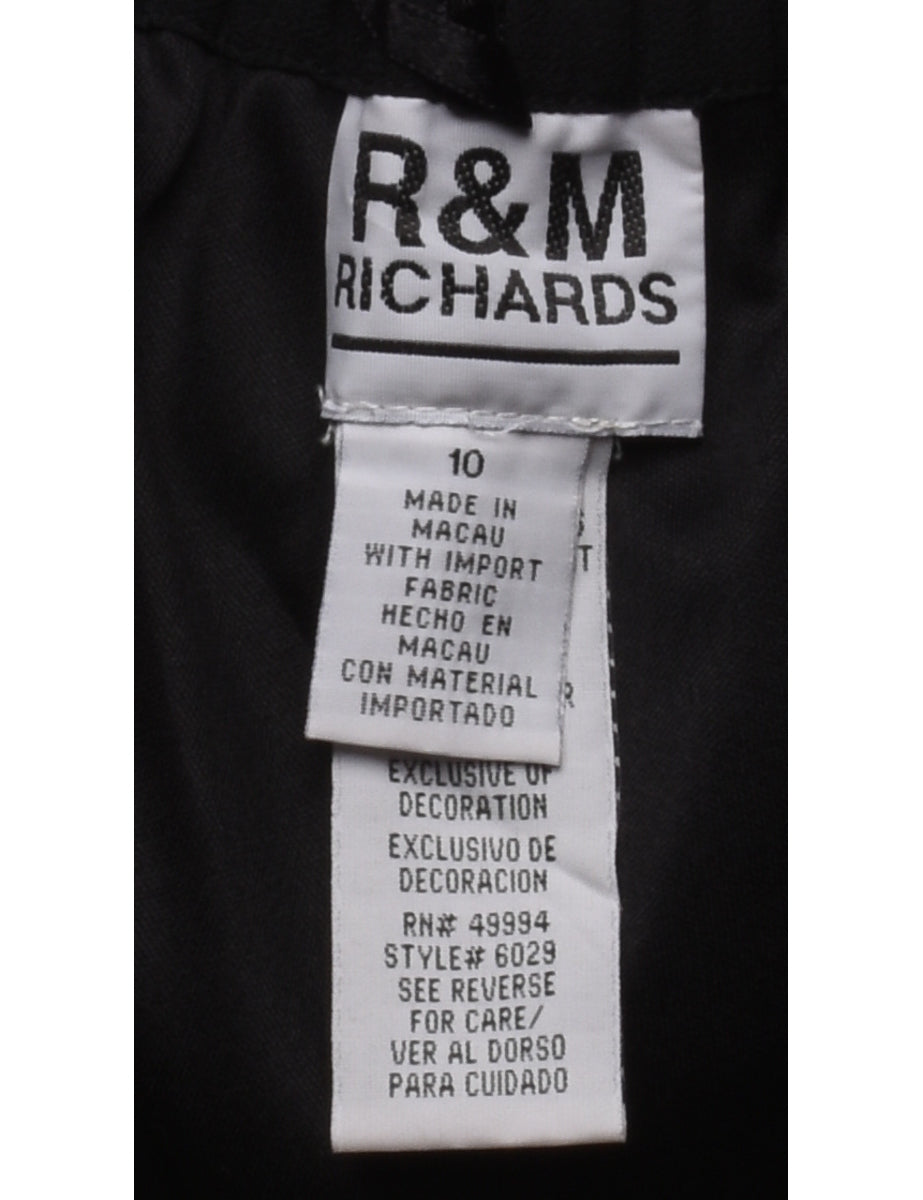 R&M
RICHARDS
10
MADE IN
MACAU
WITH IMPORT
FABRIC
HECHO EN
MACAU
CON MATERIAL
IMPORTADO
EXCLUSIVE OF
DECORATION
EXCLUSIVO DE
DECORACION
RN# 49994
STYLE# 6029
SEE REVERSE
FOR CARE/
VER AL DORSO
PARA CUIDADO